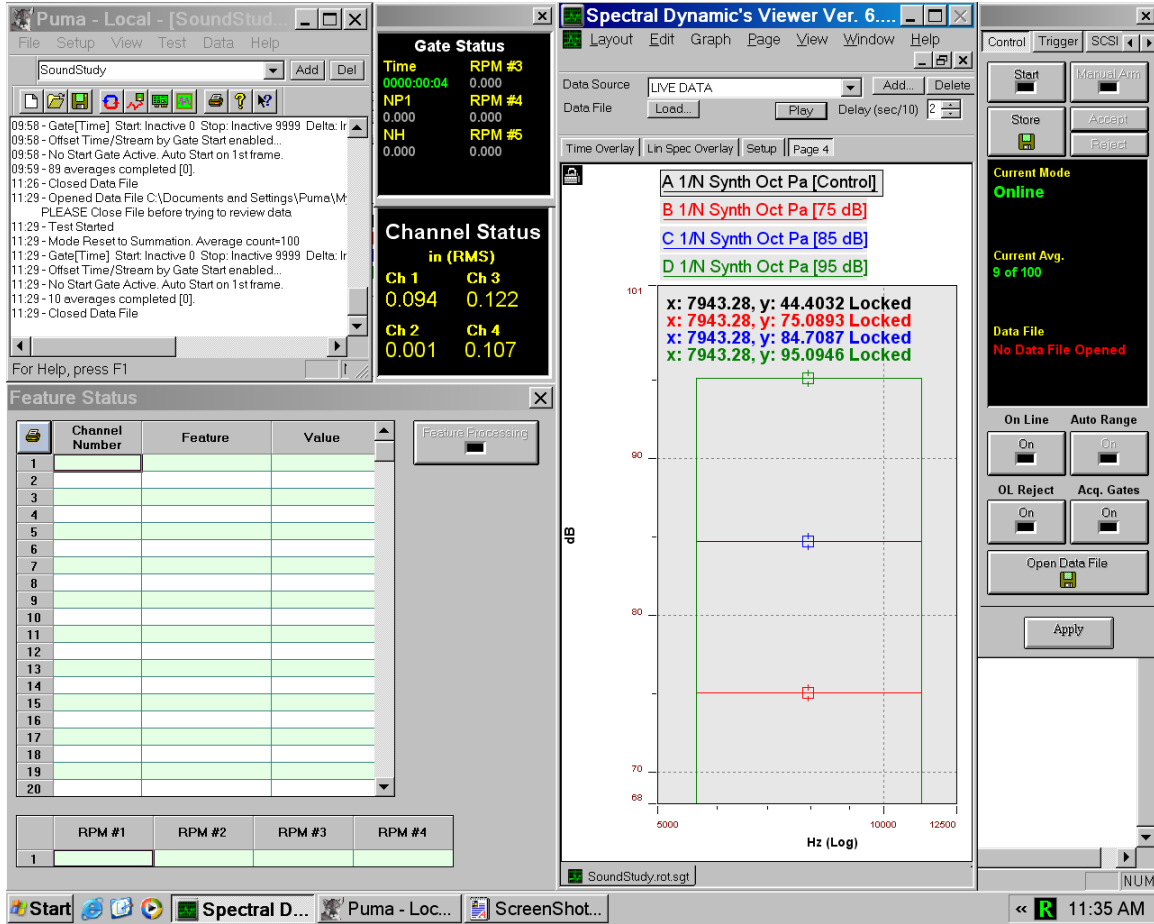 Puma - Local - [SoundStud...
File Setup View Test Data Help
SoundStudy Add Del
09:58 - Gate[Time] Start: Inactive 0 Stop: Inactive 9999 Delta: Ir
09:58 - Offset Time/Stream by Gate Start enabled...
09:58 - No Start Gate Active. Auto Start on 1st frame.
09:59 - 89 averages completed [0].
11:26 - Closed Data File
11:29 - Opened Data File C:\Documents and Settings\Puma\My
PLEASE Close File before trying to review data
11:29 - Test Started
11:29 - Mode Reset to Summation. Average count=100
11:29 - Gate[Time] Start: Inactive 0 Stop: Inactive 9999 Delta: Ir
11:29 - Offset Time/Stream by Gate Start enabled...
11:29 - No Start Gate Active. Auto Start on 1st frame.
11:29 - 10 averages completed [0].
11:29 - Closed Data File
For Help, press F1
Gate Status
Time RPM #3
0000:00:04 0.000
NP1 RPM #4
0.000 0.000
NH RPM #5
0.000 0.000
Channel Status
in (RMS)
Ch 1 Ch 3
0.094 0.122
Ch 2 Ch 4
0.001 0.107
Feature Status
Channel Number Feature Value
1
2
3
4
5
6
7
8
9
10
11
12
13
14
15
16
17
18
19
20
Feature Processing
RPM #1 RPM #2 RPM #3 RPM #4
1
Spectral Dynamic's Viewer Ver. 6....
Layout Edit Graph Page View Window Help
Data Source LIVE DATA Add... Delete
Data File Load... Play Delay (sec/10) 2
Time Overlay Lin Spec Overlay Setup Page 4
A 1/N Synth Oct Pa [Control]
B 1/N Synth Oct Pa [75 dB]
C 1/N Synth Oct Pa [85 dB]
D 1/N Synth Oct Pa [95 dB]
x: 7943.28, y: 44.4032 Locked
x: 7943.28, y: 75.0893 Locked
x: 7943.28, y: 84.7087 Locked
x: 7943.28, y: 95.0946 Locked
101
90
80
70
68
dB
5000 10000 12500
Hz (Log)
SoundStudy.rot.sgt
Control Trigger SCSI
Start Manual Arm
Store Accept
Reject
Current Mode
Online
Current Avg.
9 of 100
Data File
No Data File Opened
On Line Auto Range
On On
OL Reject Acq. Gates
On On
Open Data File
Apply
NUM
Start Spectral D... Puma - Loc... ScreenShot... « R 11:35 AM